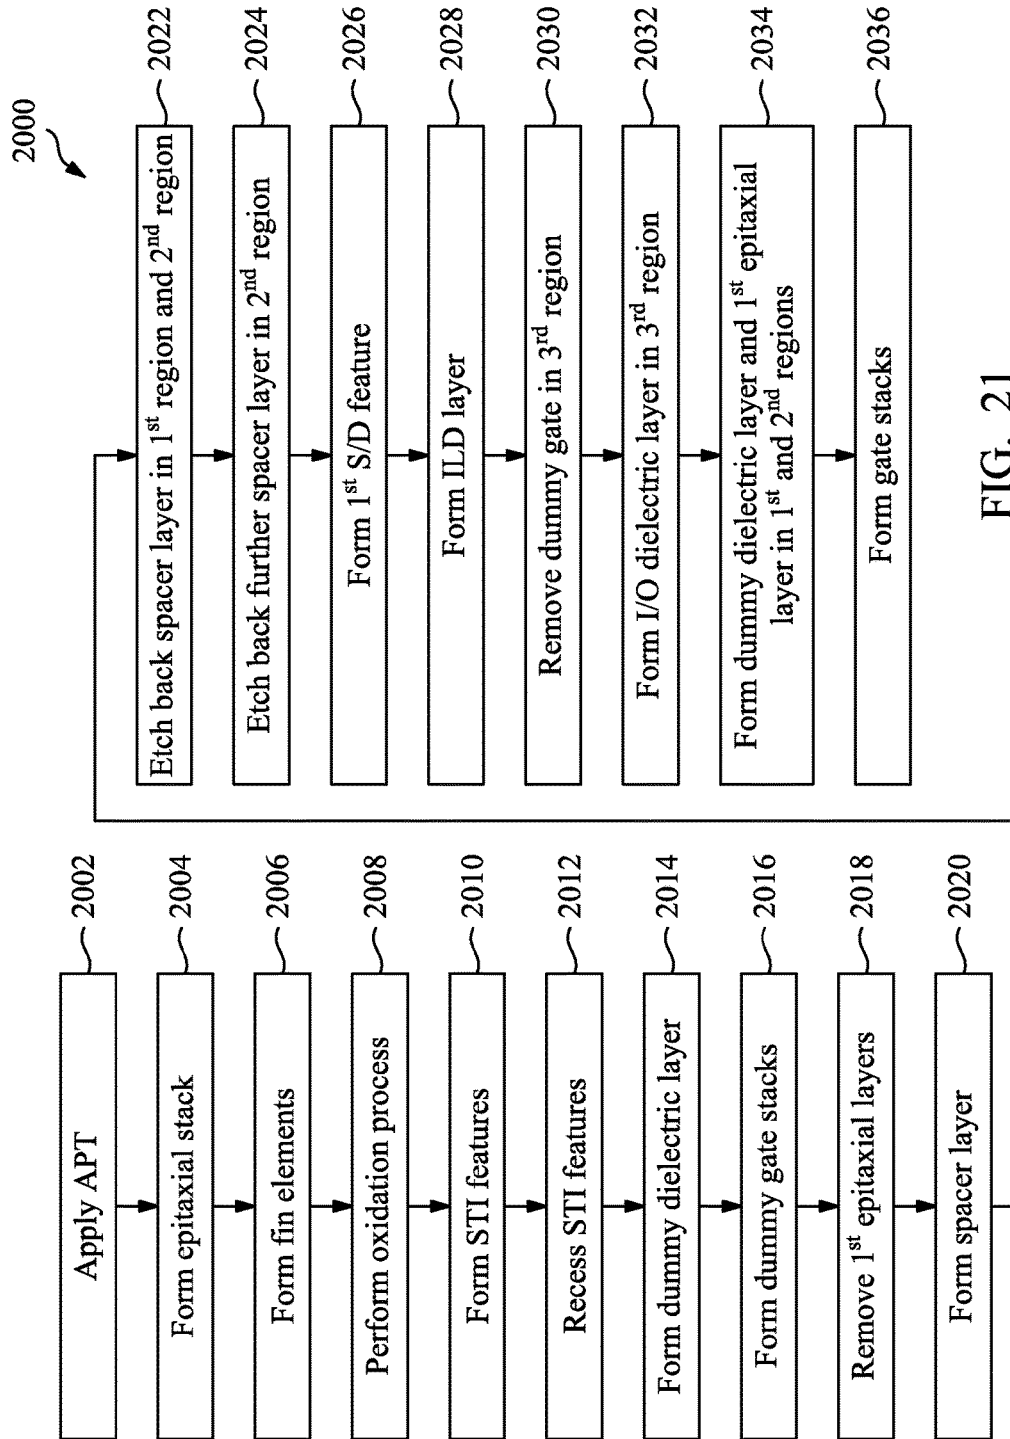 2000
Apply APT
2002
Form epitaxial stack
2004
Form fin elements
2006
Perform oxidation process
2008
Form STI features
2010
Recess STI features
2012
Form dummy dielectric layer
2014
Form dummy gate stacks
2016
Remove 1st epitaxial layers
2018
Form spacer layer
2020
Etch back spacer layer in 1st region and 2nd region
2022
Etch back further spacer layer in 2nd region
2024
Form 1st S/D feature
2026
Form ILD layer
2028
Remove dummy gate in 3rd region
2030
Form I/O dielectric layer in 3rd region
2032
Form dummy dielectric layer and 1st epitaxial
layer in 1st and 2nd regions
2034
Form gate stacks
2036
FIG. 21